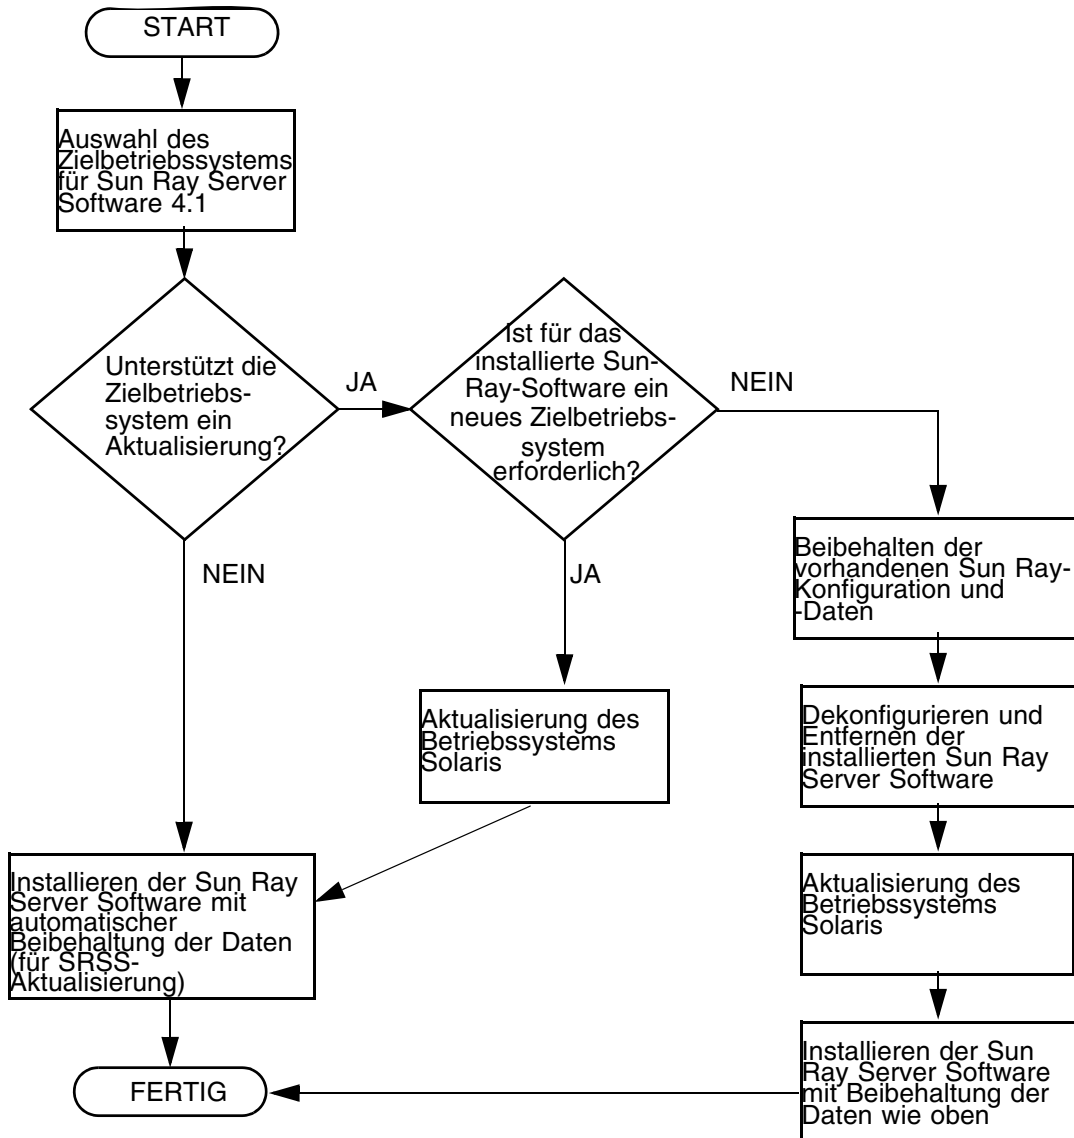 START
Auswahl des
Zielbetriebssystems
für Sun Ray Server
Software 4.1
Unterstützt die
Zielbetriebs-
system ein
Aktualisierung?
JA
Ist für das
installierte Sun-
Ray-Software ein
neues Zielbetriebs-
system
erforderlich?
NEIN
NEIN
JA
Beibehalten der
vorhandenen Sun Ray-
Konfiguration und
-Daten
Aktualisierung des
Betriebssystems
Solaris
Dekonfigurieren und
Entfernen der
installierten Sun Ray
Server Software
Installieren der Sun Ray
Server Software mit
automatischer
Beibehaltung der Daten
(für SRSS-
Aktualisierung)
Aktualisierung des
Betriebssystems
Solaris
Installieren der Sun
Ray Server Software
mit Beibehaltung der
Daten wie oben
FERTIG